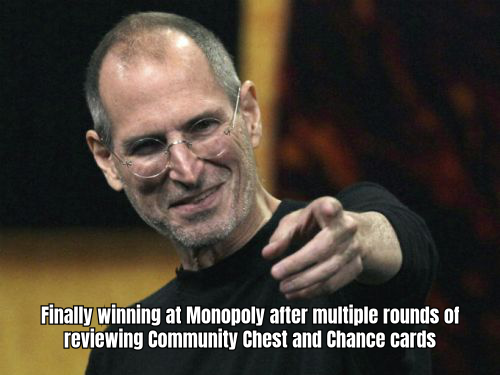 Finally winning at Monopoly after multiple rounds of
reviewing Community Chest and Chance cards